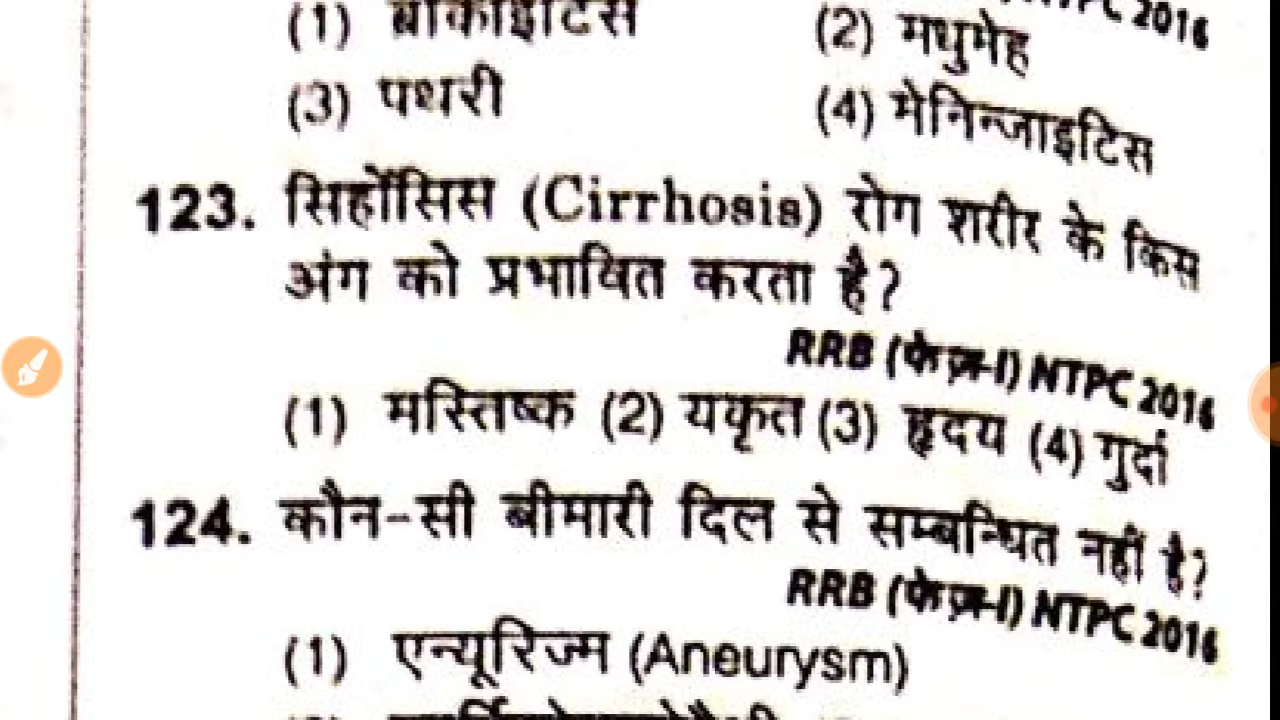 (1) ब्रोंकाइटिस
(2) मधुमेह
2016
(3) पथरी
(4) मेनिन्जाइटिस
123. सिर्होसिस (Cirrhosis) रोग शरीर के किस
अंग को प्रभावित करता है?
RRB (फेज़-I) NTPC 2016
(1) मस्तिष्क (2) यकृत (3) हृदय (4) गुर्दा
124. कौन-सी बीमारी दिल से सम्बन्धित नहीं है?
RRB (फेज़-I) NTPC 2016
(1) एन्यूरिज्म (Aneurysm)